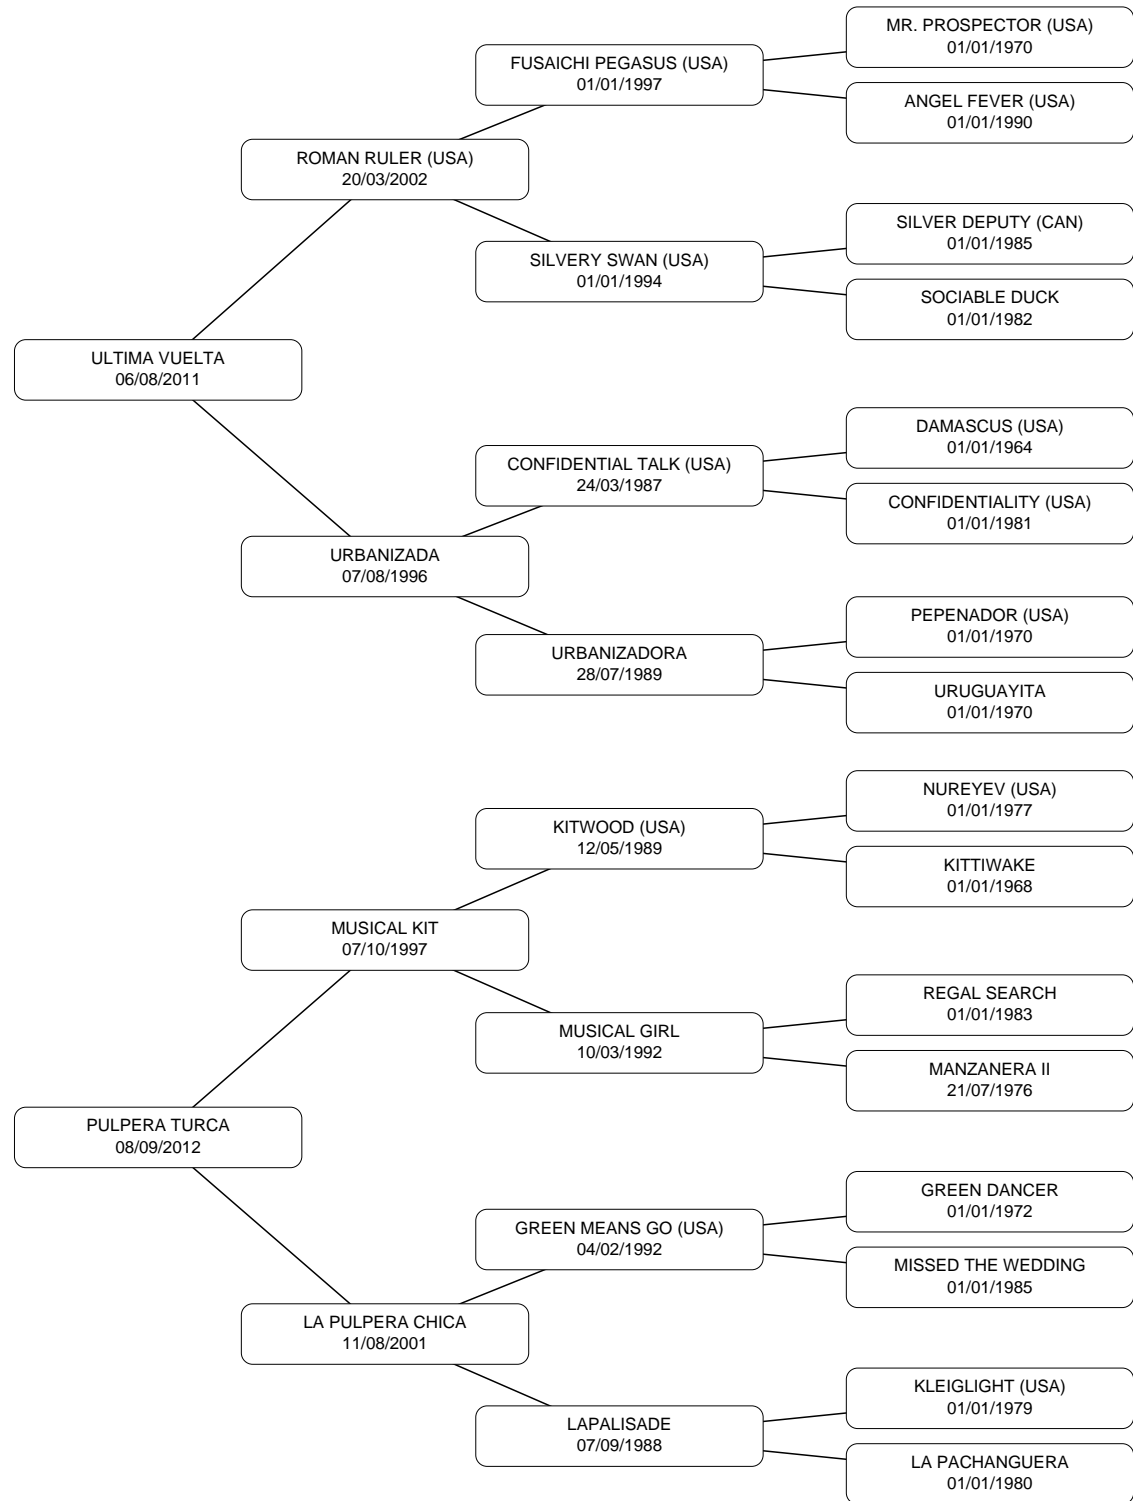 MR. PROSPECTOR (USA)
01/01/1970
FUSAICHI PEGASUS (USA)
01/01/1997
ANGEL FEVER (USA)
01/01/1990
ROMAN RULER (USA)
20/03/2002
SILVER DEPUTY (CAN)
01/01/1985
SILVERY SWAN (USA)
01/01/1994
SOCIABLE DUCK
01/01/1982
ULTIMA VUELTA
06/08/2011
DAMASCUS (USA)
01/01/1964
CONFIDENTIAL TALK (USA)
24/03/1987
CONFIDENTIALITY (USA)
01/01/1981
URBANIZADA
07/08/1996
PEPENADOR (USA)
01/01/1970
URBANIZADORA
28/07/1989
URUGUAYITA
01/01/1970
NUREYEV (USA)
01/01/1977
KITWOOD (USA)
12/05/1989
KITTIWAKE
01/01/1968
MUSICAL KIT
07/10/1997
REGAL SEARCH
01/01/1983
MUSICAL GIRL
10/03/1992
MANZANERA II
21/07/1976
PULPERA TURCA
08/09/2012
GREEN DANCER
01/01/1972
GREEN MEANS GO (USA)
04/02/1992
MISSED THE WEDDING
01/01/1985
LA PULPERA CHICA
11/08/2001
KLEIGLIGHT (USA)
01/01/1979
LAPALISADE
07/09/1988
LA PACHANGUERA
01/01/1980